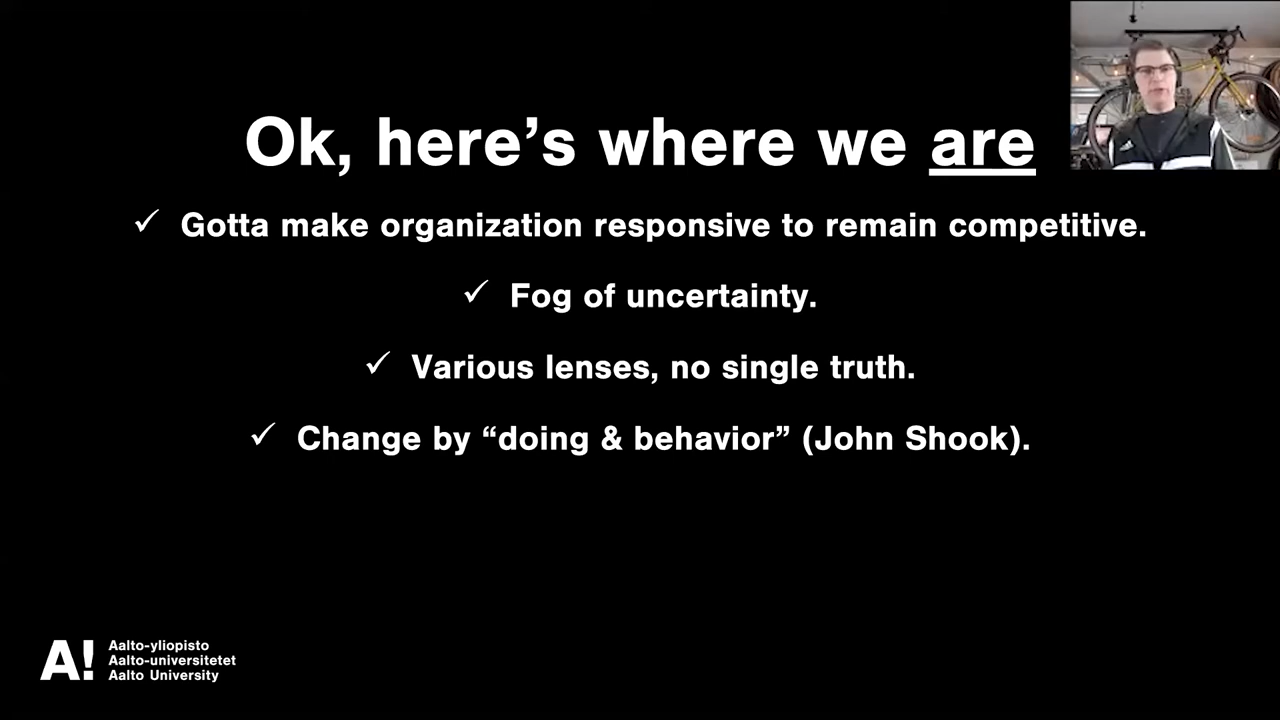 Ok, here’s where we are
✓ Gotta make organization responsive to remain competitive.
✓ Fog of uncertainty.
✓ Various lenses, no single truth.
✓ Change by “doing & behavior” (John Shook).
A!
Aalto-yliopisto
Aalto-universitetet
Aalto University